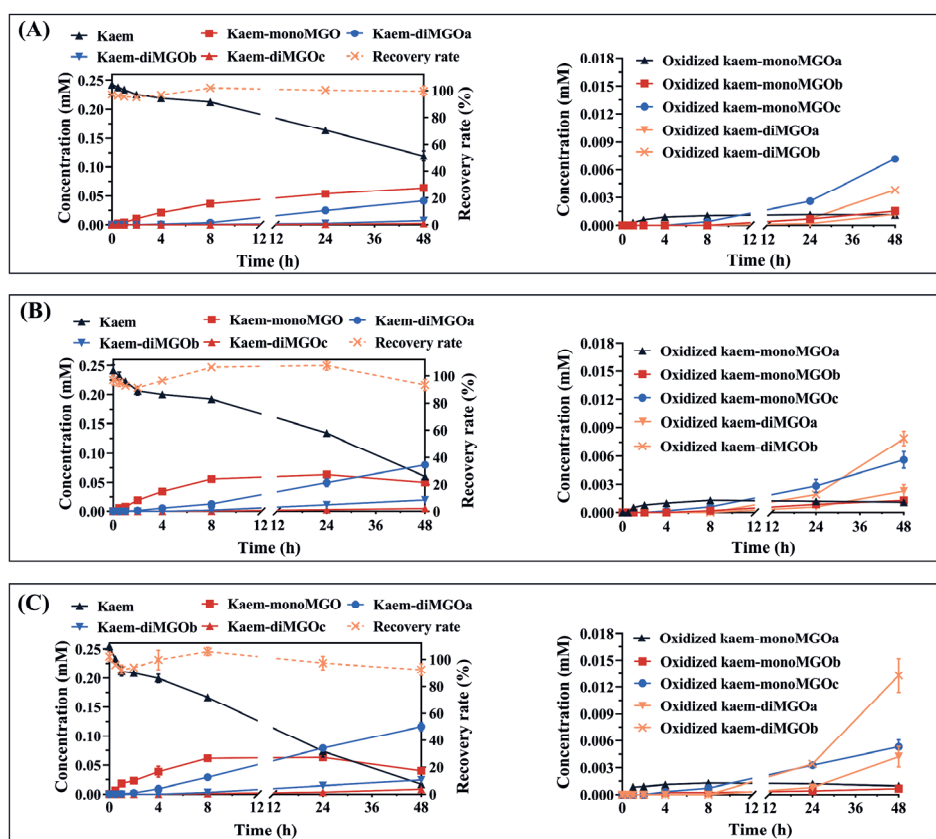 (A)
Kaem
Kaem-monoMGO
Kaem-diMGOa
Kaem-diMGOb
Kaem-diMGOc
Recovery rate
Concentration (mM)
0.25
0.20
0.15
0.10
0.05
0.00
100
80
60
40
20
0
Recovery rate (%)
0 4 8 12 12 24 36 48
Time (h)
Oxidized kaem-monoMGOa
Oxidized kaem-monoMGOb
Oxidized kaem-monoMGOc
Oxidized kaem-diMGOa
Oxidized kaem-diMGOb
Concentration (mM)
0.018
0.015
0.012
0.009
0.006
0.003
0.000
0 4 8 12 12 24 36 48
Time (h)
(B)
Kaem
Kaem-monoMGO
Kaem-diMGOa
Kaem-diMGOb
Kaem-diMGOc
Recovery rate
Concentration (mM)
0.25
0.20
0.15
0.10
0.05
0.00
100
80
60
40
20
0
Recovery rate (%)
0 4 8 12 12 24 36 48
Time (h)
Oxidized kaem-monoMGOa
Oxidized kaem-monoMGOb
Oxidized kaem-monoMGOc
Oxidized kaem-diMGOa
Oxidized kaem-diMGOb
Concentration (mM)
0.018
0.015
0.012
0.009
0.006
0.003
0.000
0 4 8 12 12 24 36 48
Time (h)
(C)
Kaem
Kaem-monoMGO
Kaem-diMGOa
Kaem-diMGOb
Kaem-diMGOc
Recovery rate
Concentration (mM)
0.25
0.20
0.15
0.10
0.05
0.00
100
80
60
40
20
0
Recovery rate (%)
0 4 8 12 12 24 36 48
Time (h)
Oxidized kaem-monoMGOa
Oxidized kaem-monoMGOb
Oxidized kaem-monoMGOc
Oxidized kaem-diMGOa
Oxidized kaem-diMGOb
Concentration (mM)
0.018
0.015
0.012
0.009
0.006
0.003
0.000
0 4 8 12 12 24 36 48
Time (h)